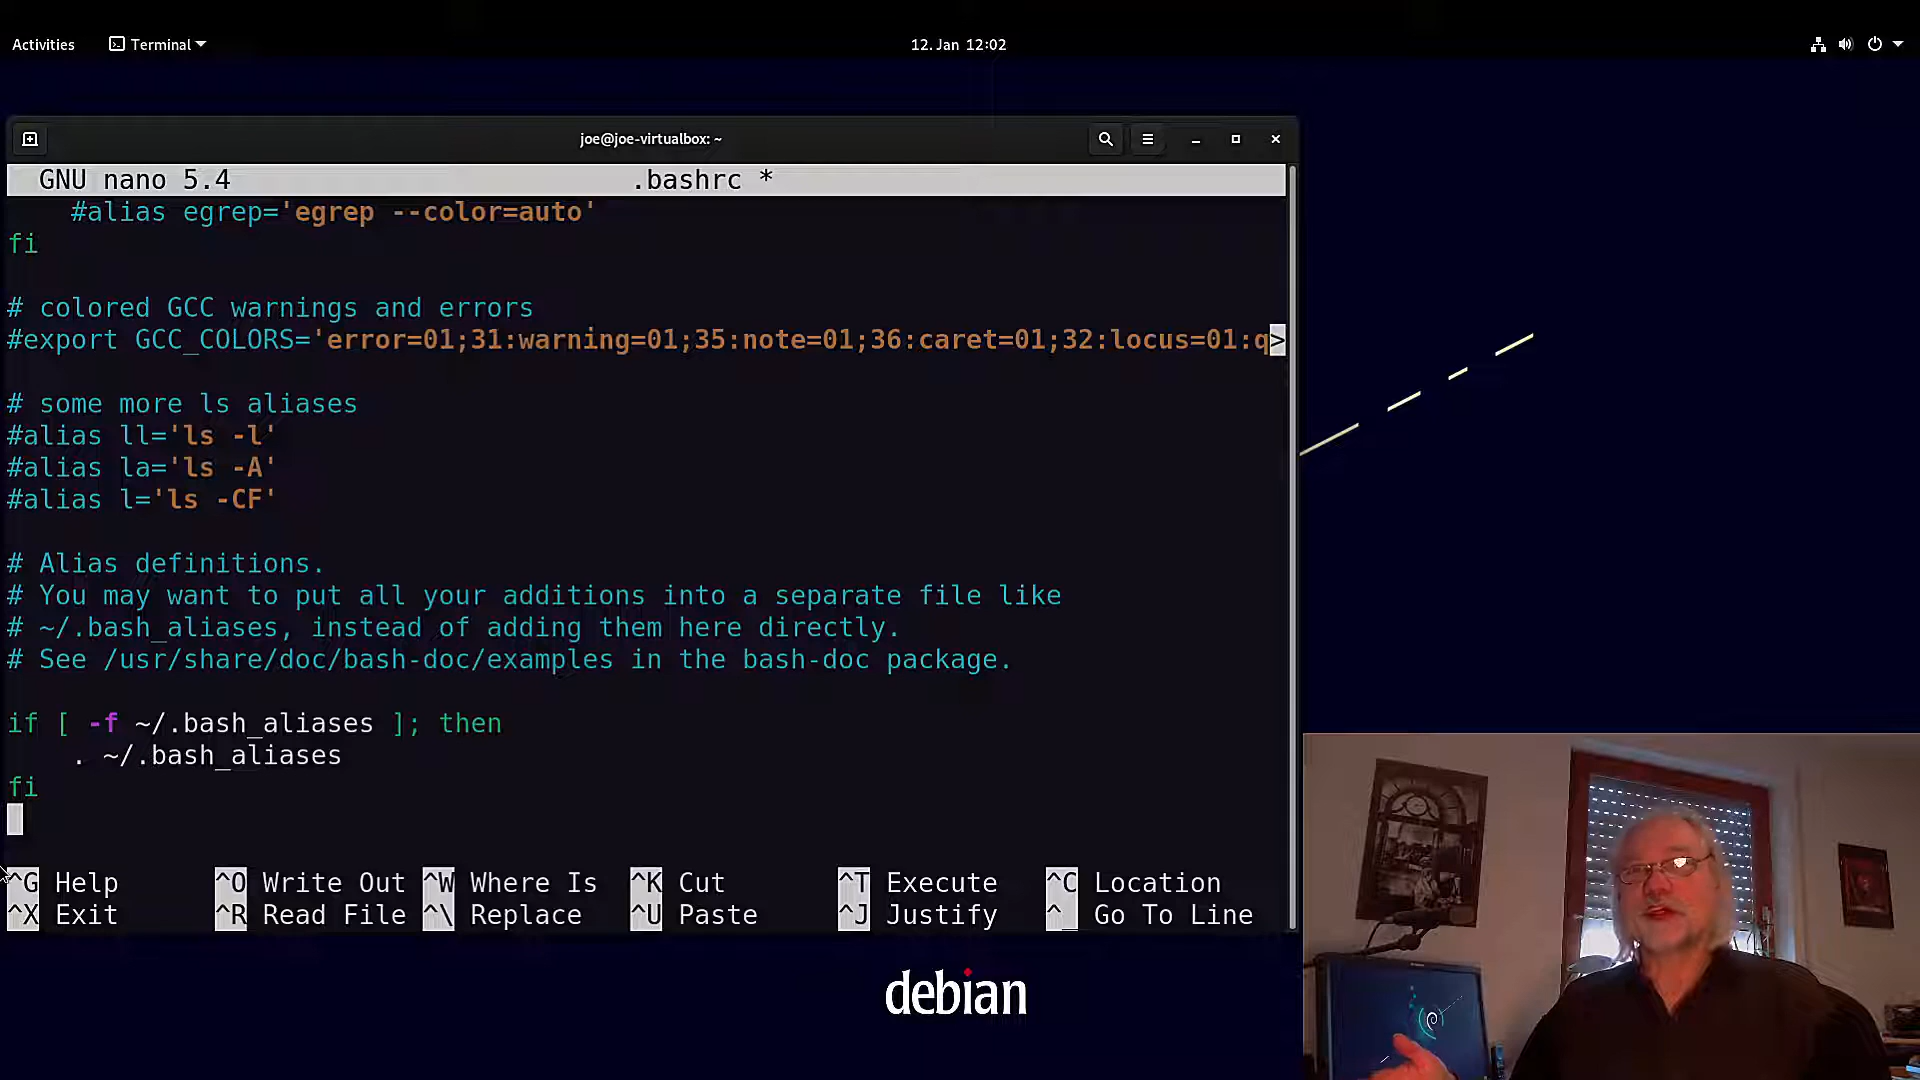 Activities Terminal 12. Jan 12:02
joe@joe-virtualbox: ~
GNU nano 5.4 .bashrc *
#alias egrep='egrep --color=auto'
fi
# colored GCC warnings and errors
#export GCC_COLORS='error=01;31:warning=01;35:note=01;36:caret=01;32:locus=01:q>
# some more ls aliases
#alias ll='ls -l'
#alias la='ls -A'
#alias l='ls -CF'
# Alias definitions.
# You may want to put all your additions into a separate file like
# ~/.bash_aliases, instead of adding them here directly.
# See /usr/share/doc/bash-doc/examples in the bash-doc package.
if [ -f ~/.bash_aliases ]; then
. ~/.bash_aliases
fi
^G Help ^O Write Out ^W Where Is ^K Cut ^T Execute ^C Location
^X Exit ^R Read File ^\ Replace ^U Paste ^J Justify ^_ Go To Line
debian